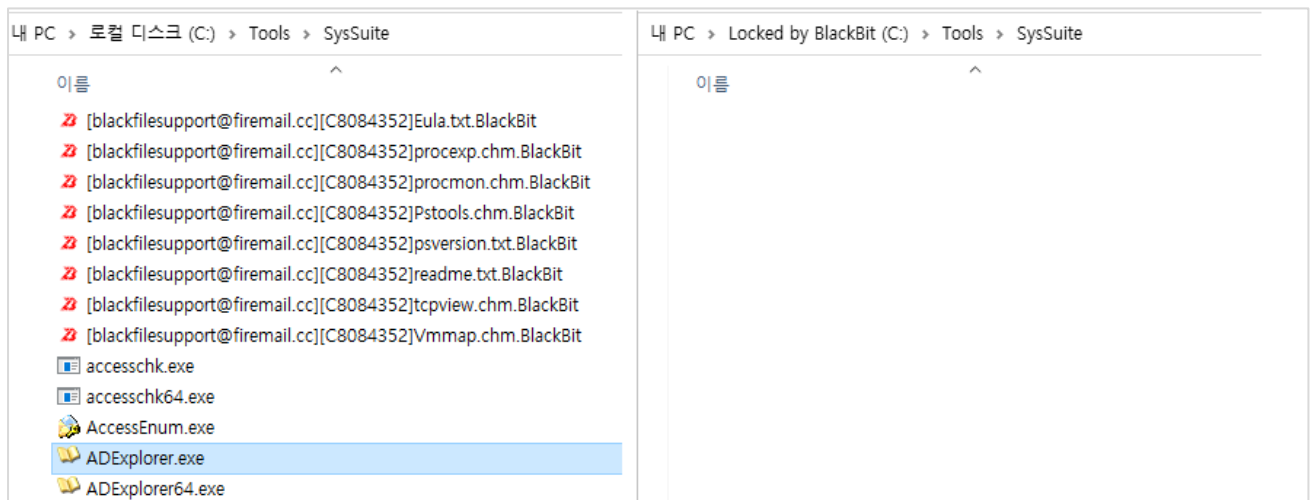 내 PC > 로컬 디스크 (C:) > Tools > SysSuite
이름
[blackfilesupport@firemail.cc][C8084352]Eula.txt.BlackBit
[blackfilesupport@firemail.cc][C8084352]procexp.chm.BlackBit
[blackfilesupport@firemail.cc][C8084352]procmon.chm.BlackBit
[blackfilesupport@firemail.cc][C8084352]Pstools.chm.BlackBit
[blackfilesupport@firemail.cc][C8084352]psversion.txt.BlackBit
[blackfilesupport@firemail.cc][C8084352]readme.txt.BlackBit
[blackfilesupport@firemail.cc][C8084352]tcpview.chm.BlackBit
[blackfilesupport@firemail.cc][C8084352]Vmmap.chm.BlackBit
accesschk.exe
accesschk64.exe
AccessEnum.exe
ADExplorer.exe
ADExplorer64.exe
내 PC > Locked by BlackBit (C:) > Tools > SysSuite
이름